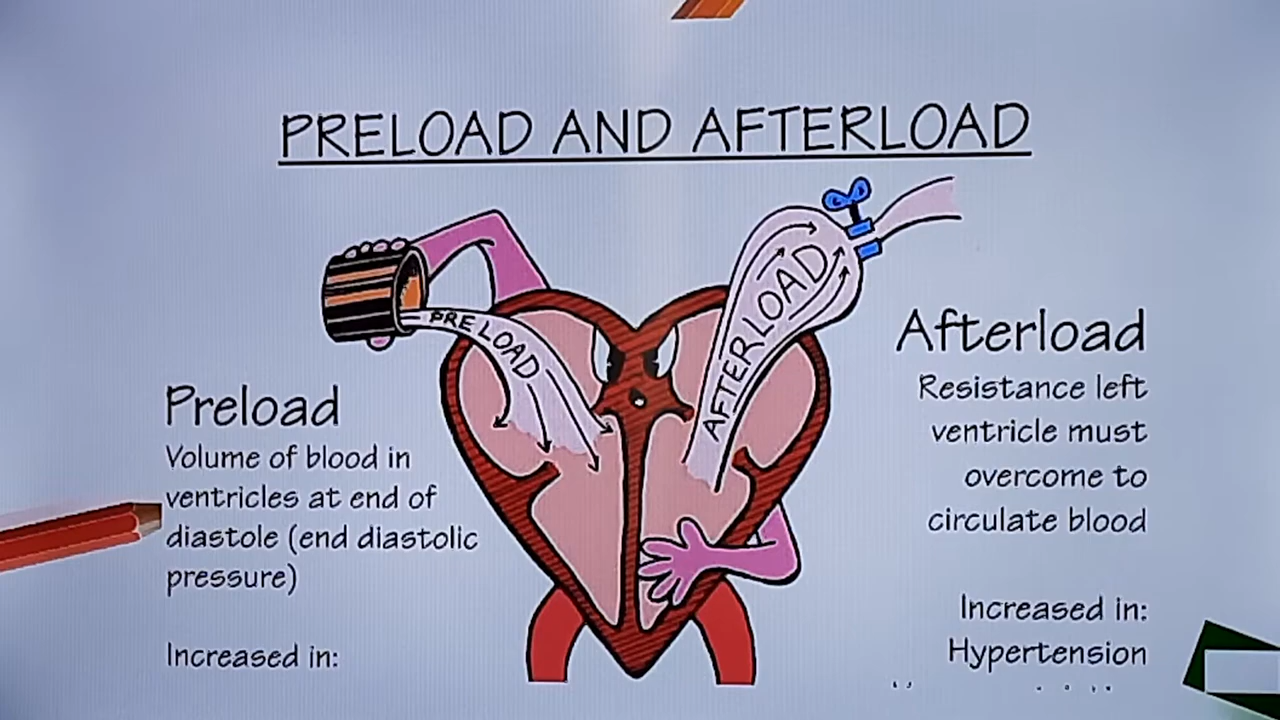 PRELOAD AND AFTERLOAD
PRELOAD
AFTERLOAD
Preload
Volume of blood in
ventricles at end of
diastole (end diastolic
pressure)
Increased in:
Afterload
Resistance left
ventricle must
overcome to
circulate blood
Increased in:
Hypertension